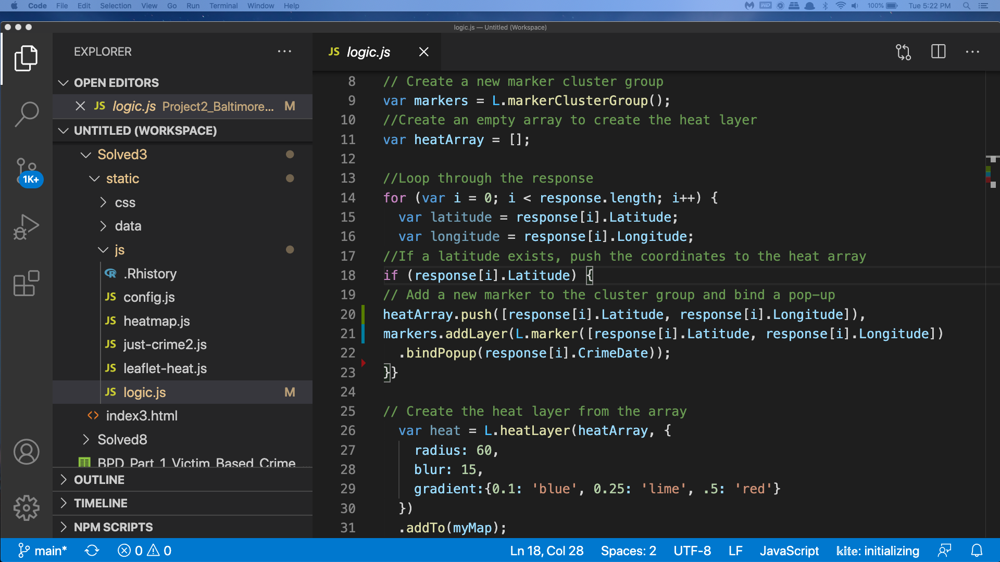 Code File Edit Selection View Go Run Terminal Window Help
WD 100% Tue 5:22 PM
logic.js — Untitled (Workspace)
EXPLORER
OPEN EDITORS
JS logic.js Project2_Baltimore... M
UNTITLED (WORKSPACE)
Solved3
static
css
data
js
R .Rhistory
JS config.js
JS heatmap.js
JS just-crime2.js
JS leaflet-heat.js
JS logic.js M
<> index3.html
Solved8
BPD_Part_1_Victim_Based_Crime_
OUTLINE
TIMELINE
NPM SCRIPTS
1K+
JS logic.js
8 // Create a new marker cluster group
9 var markers = L.markerClusterGroup();
10 //Create an empty array to create the heat layer
11 var heatArray = [];
12
13 //Loop through the response
14 for (var i = 0; i < response.length; i++) {
15 var latitude = response[i].Latitude;
16 var longitude = response[i].Longitude;
17 //If a latitude exists, push the coordinates to the heat array
18 if (response[i].Latitude) {
19 // Add a new marker to the cluster group and bind a pop-up
20 heatArray.push([response[i].Latitude, response[i].Longitude]),
21 markers.addLayer(L.marker([response[i].Latitude, response[i].Longitude])
22 .bindPopup(response[i].CrimeDate));
23 }}
24
25 // Create the heat layer from the array
26 var heat = L.heatLayer(heatArray, {
27 radius: 60,
28 blur: 15,
29 gradient:{0.1: 'blue', 0.25: 'lime', .5: 'red'}
30 })
31 .addTo(myMap);
main* 0 0 Ln 18, Col 28 Spaces: 2 UTF-8 LF JavaScript kite: initializing